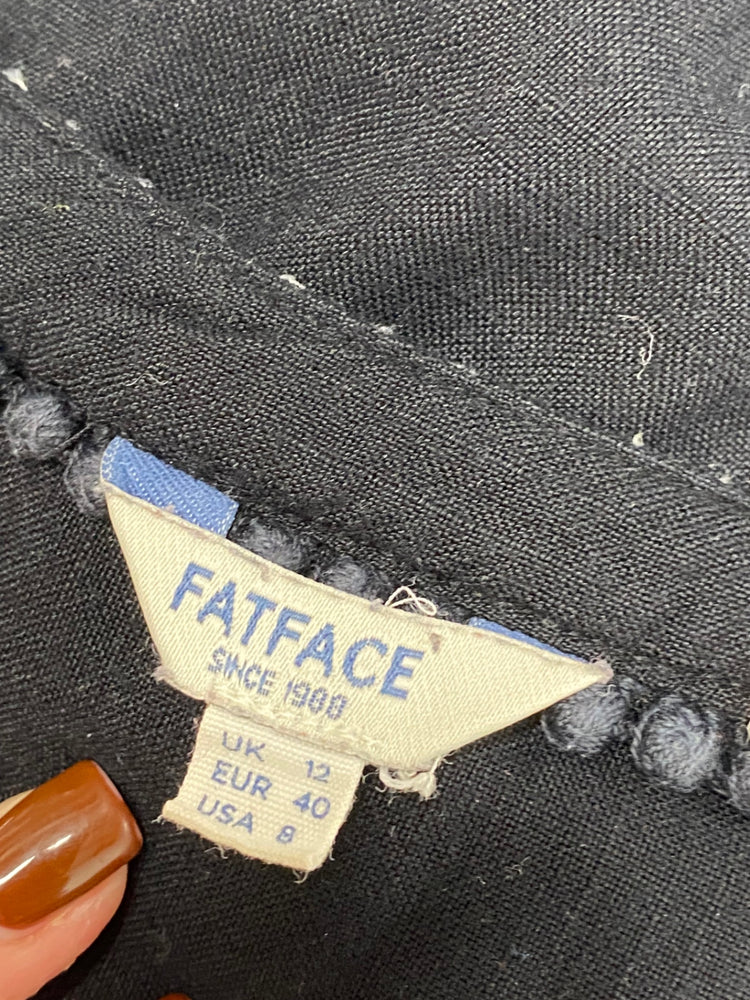 FATFACE
SINCE 1988
UK 12
EUR 40
USA 8